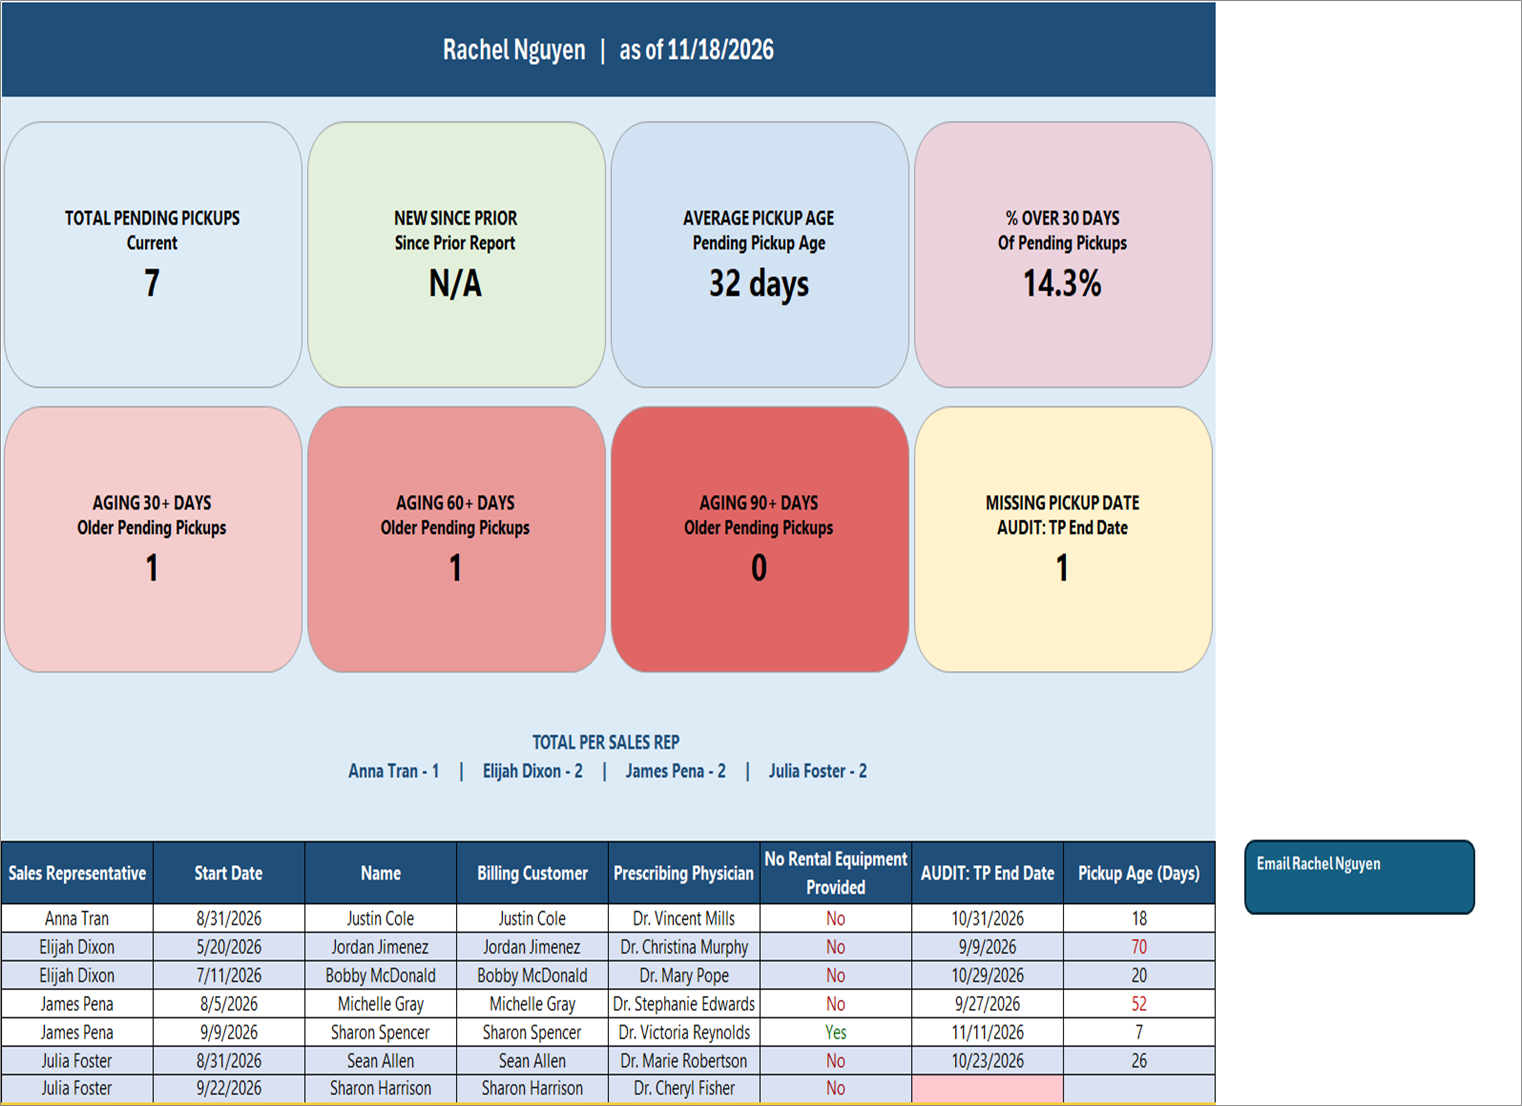 Rachel Nguyen | as of 11/18/2026
TOTAL PENDING PICKUPS
Current
7
NEW SINCE PRIOR
Since Prior Report
N/A
AVERAGE PICKUP AGE
Pending Pickup Age
32 days
% OVER 30 DAYS
Of Pending Pickups
14.3%
AGING 30+ DAYS
Older Pending Pickups
1
AGING 60+ DAYS
Older Pending Pickups
1
AGING 90+ DAYS
Older Pending Pickups
0
MISSING PICKUP DATE
AUDIT: TP End Date
1
TOTAL PER SALES REP
Anna Tran - 1 | Elijah Dixon - 2 | James Pena - 2 | Julia Foster - 2
Sales Representative Start Date Name Billing Customer Prescribing Physician No Rental Equipment Provided AUDIT: TP End Date Pickup Age (Days)
Anna Tran 8/31/2026 Justin Cole Justin Cole Dr. Vincent Mills No 10/31/2026 18
Elijah Dixon 5/20/2026 Jordan Jimenez Jordan Jimenez Dr. Christina Murphy No 9/9/2026 70
Elijah Dixon 7/11/2026 Bobby McDonald Bobby McDonald Dr. Mary Pope No 10/29/2026 20
James Pena 8/5/2026 Michelle Gray Michelle Gray Dr. Stephanie Edwards No 9/27/2026 52
James Pena 9/9/2026 Sharon Spencer Sharon Spencer Dr. Victoria Reynolds Yes 11/11/2026 7
Julia Foster 8/31/2026 Sean Allen Sean Allen Dr. Marie Robertson No 10/23/2026 26
Julia Foster 9/22/2026 Sharon Harrison Sharon Harrison Dr. Cheryl Fisher No
Email Rachel Nguyen